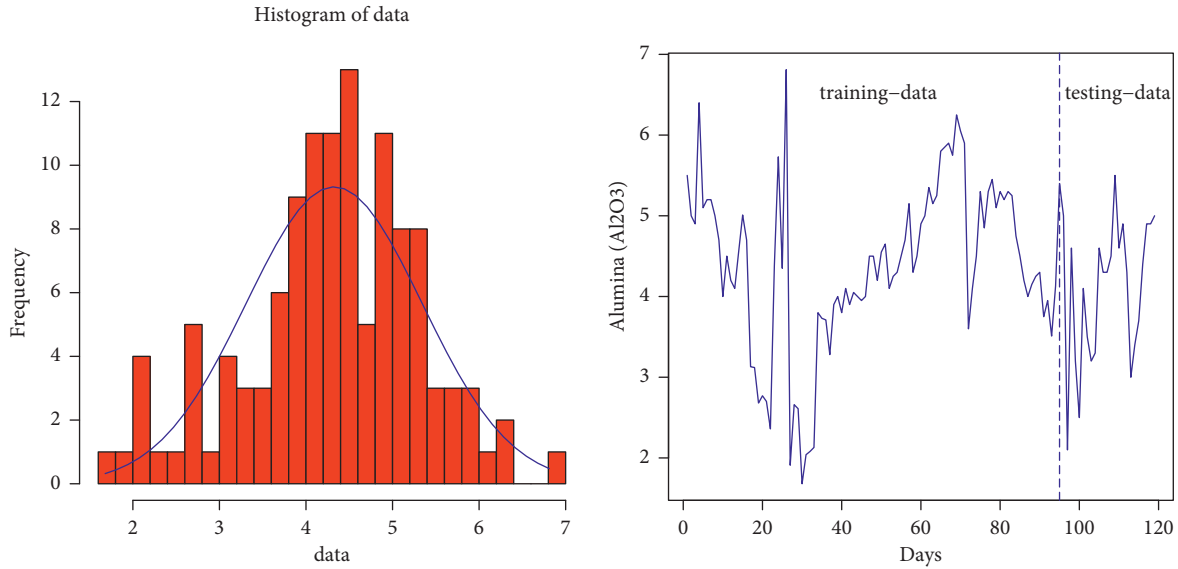 Histogram of data
12
10
8
6
4
2
0
Frequency
2 3 4 5 6 7
data
7
6
5
4
3
2
Alumina (Al2O3)
training–data
testing–data
0 20 40 60 80 100 120
Days